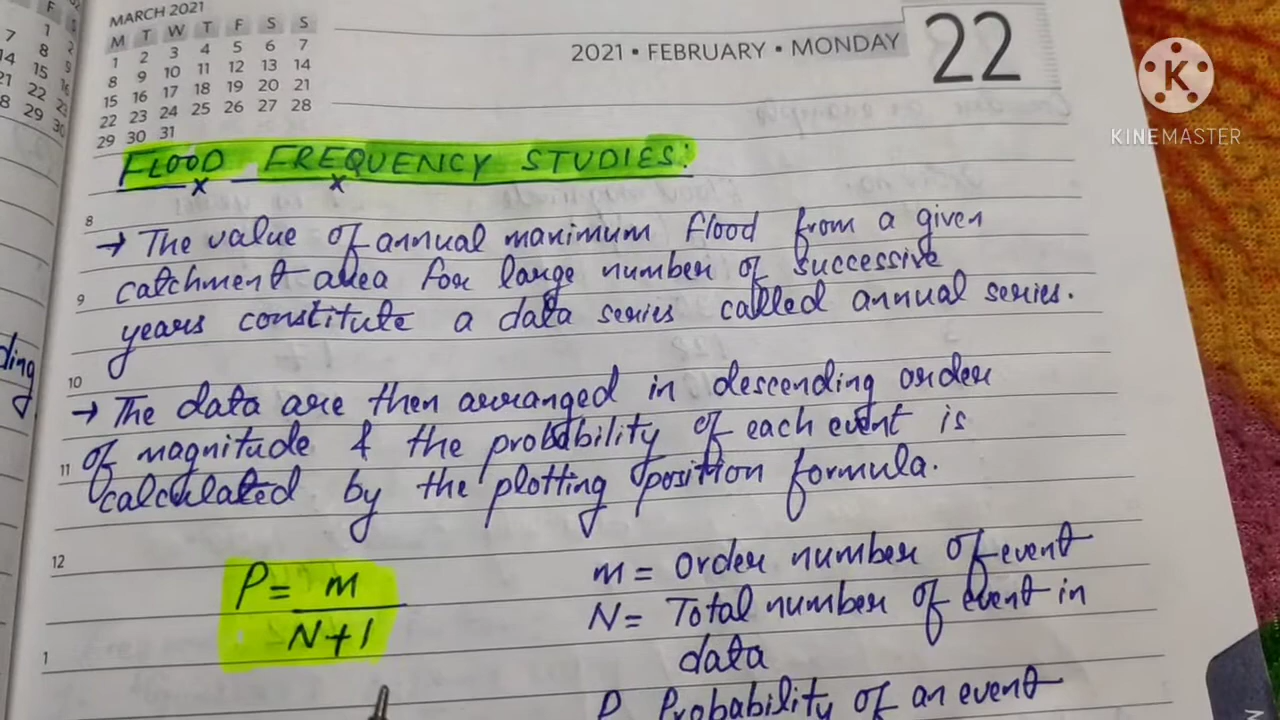 MARCH 2021
M T W T F S S
1 2 3 4 5 6 7
8 9 10 11 12 13 14
15 16 17 18 19 20 21
22 23 24 25 26 27 28
29 30 31
2021 • FEBRUARY • MONDAY 22
KINEMASTER
FLOOD FREQUENCY STUDIES:
8
→ The value of annual maximum flood from a given
catchment area for large number of successive
9
years constitute a data series called annual series.
10
→ The data are then arranged in descending order
of magnitude & the probability of each event is
11
calculated by the plotting position formula.
12
P = m
N+1
m = Order number of event
N = Total number of event in
data
1
P Probability of an event
ding